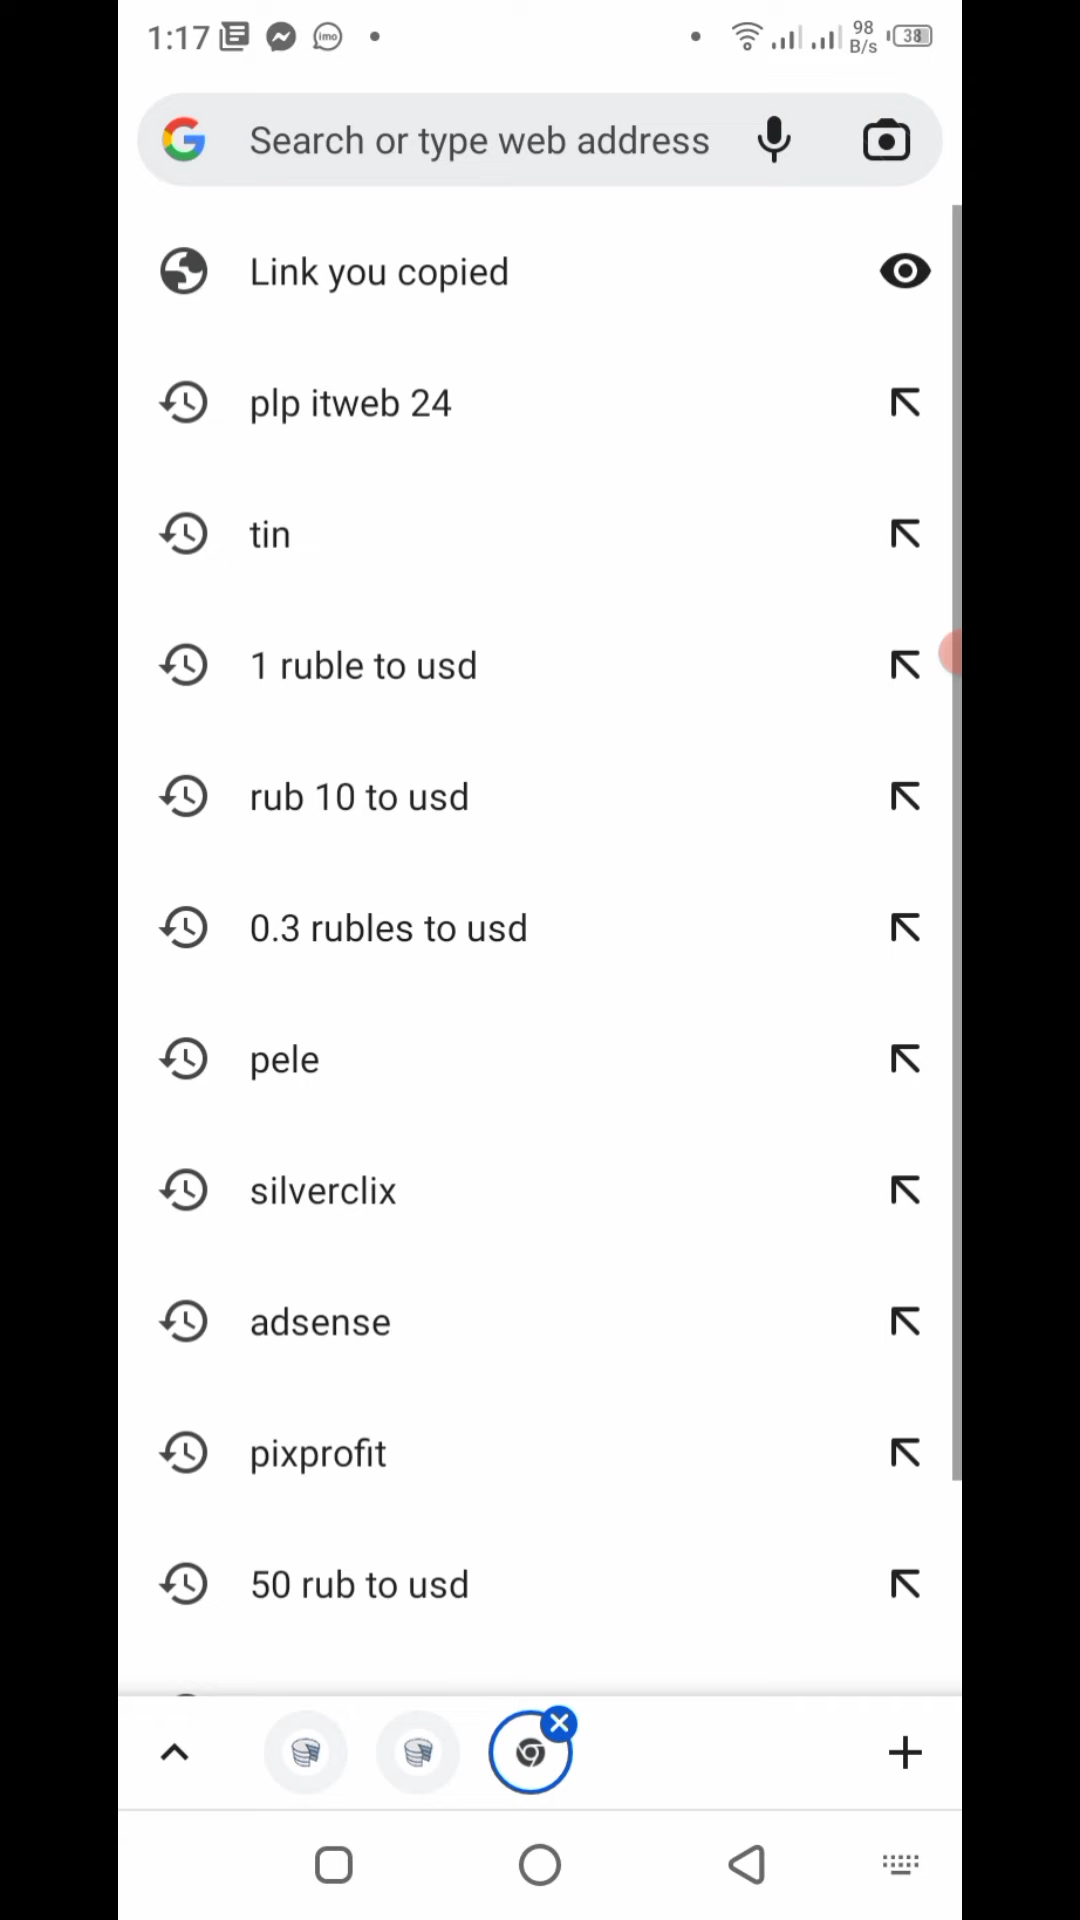 1:17 imo 98 B/s 38
Search or type web address
Link you copied
plp itweb 24
tin
1 ruble to usd
rub 10 to usd
0.3 rubles to usd
pele
silverclix
adsense
pixprofit
50 rub to usd